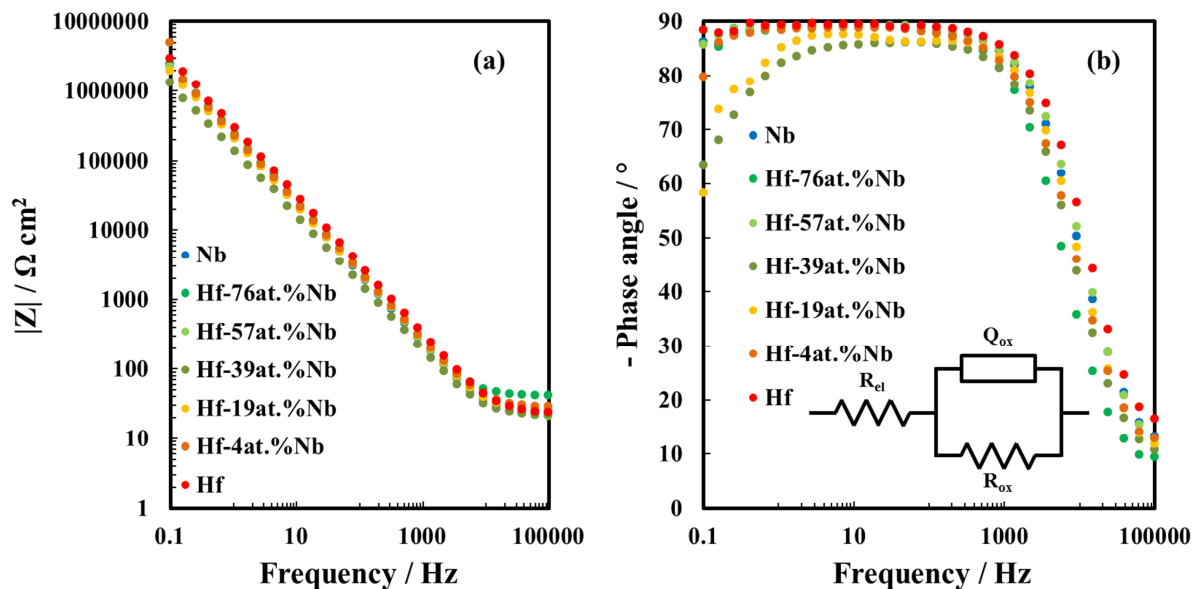 (a)
|Z| / Ω cm²
10000000
1000000
100000
10000
1000
100
10
1
Nb
Hf-76at.%Nb
Hf-57at.%Nb
Hf-39at.%Nb
Hf-19at.%Nb
Hf-4at.%Nb
Hf
0.1
10
1000
100000
Frequency / Hz
(b)
- Phase angle / °
90
80
70
60
50
40
30
20
10
0
Nb
Hf-76at.%Nb
Hf-57at.%Nb
Hf-39at.%Nb
Hf-19at.%Nb
Hf-4at.%Nb
Hf
Qox
Rel
Rox
0.1
10
1000
100000
Frequency / Hz